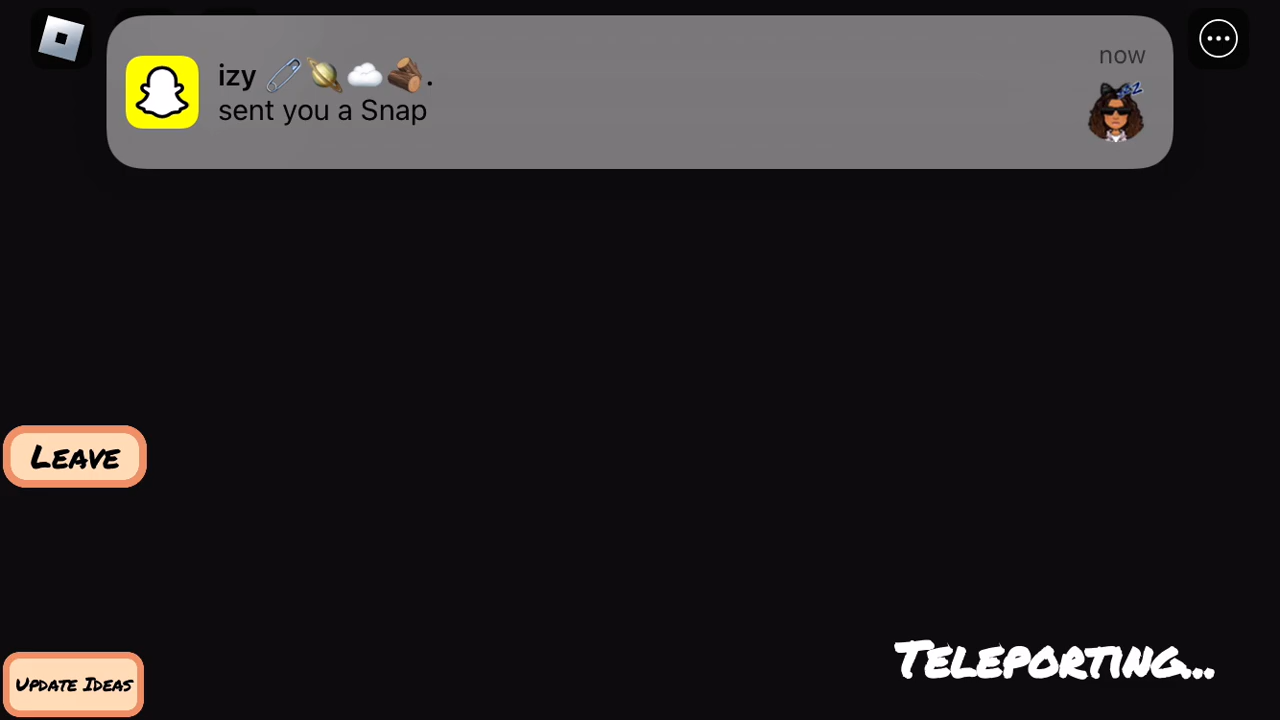 izy 🧷🪐☁️🪵.
sent you a Snap
now
LEAVE
TELEPORTING...
UPDATE IDEAS